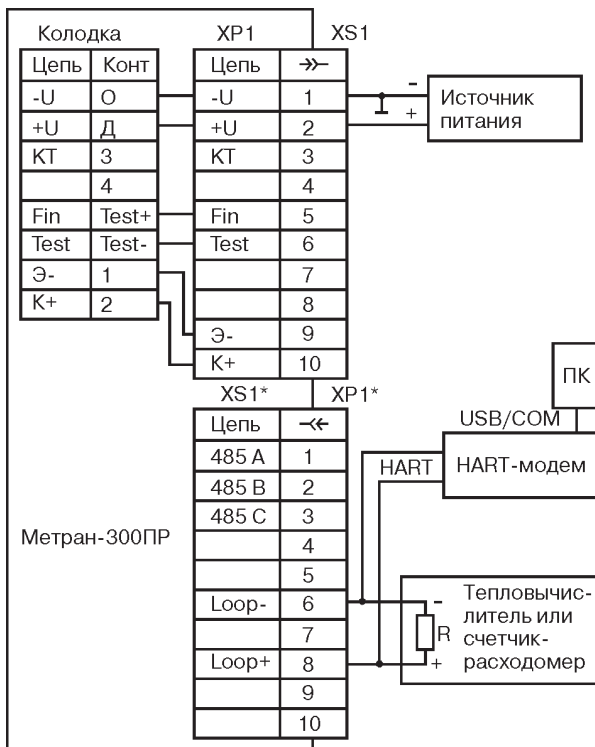 Колодка XP1 XS1
Цепь Конт Цепь
-U О -U 1 - Источник
+U Д +U 2 + питания
КТ 3 КТ 3
4 4
Fin Test+ Fin 5
Test Test- Test 6
Э- 1 7
К+ 2 8
Э- 9
К+ 10
ПК
XS1* XP1*
Цепь USB/COM
485 A 1
HART HART-модем
485 B 2
485 C 3
Метран-300ПР 4
5
Loop- 6 - Тепловычис-
литель или
7 R счетчик-
Loop+ 8 + расходомер
9
10